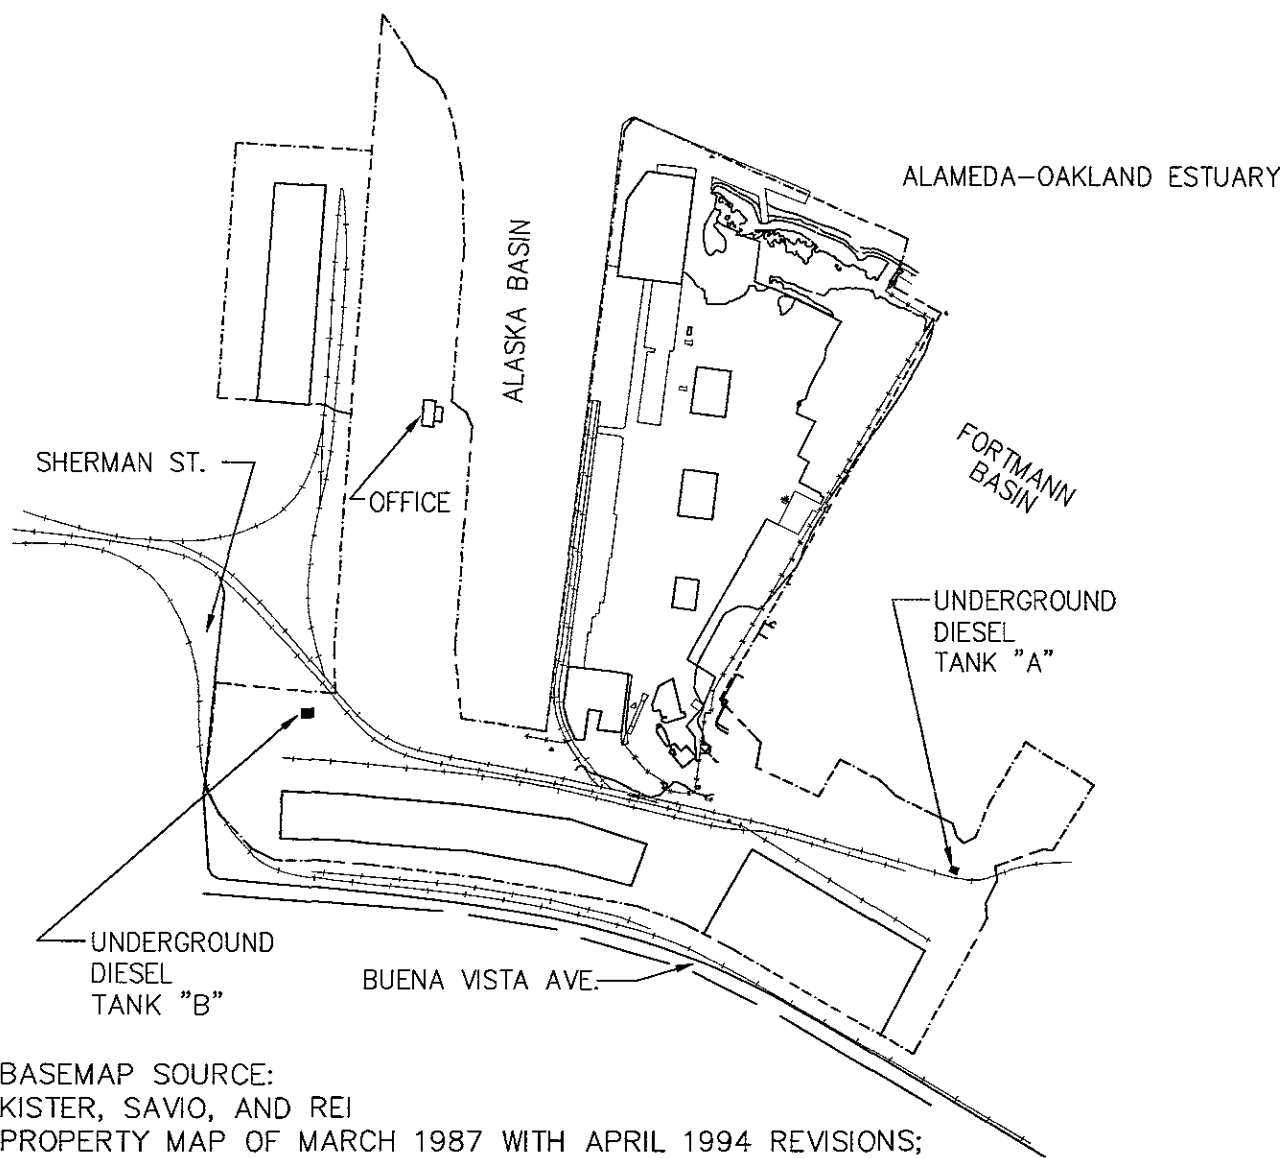 ALAMEDA-OAKLAND ESTUARY
ALASKA BASIN
FORTMANN
BASIN
SHERMAN ST.
OFFICE
UNDERGROUND
DIESEL
TANK "A"
UNDERGROUND
DIESEL
TANK "B"
BUENA VISTA AVE.
BASEMAP SOURCE:
KISTER, SAVIO, AND REI
PROPERTY MAP OF MARCH 1987 WITH APRIL 1994 REVISIONS;